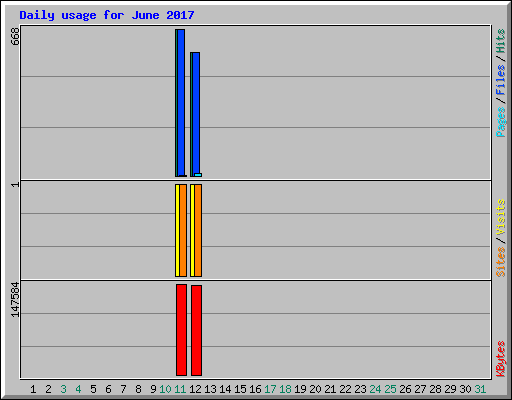 Daily usage for June 2017
668
Pages / Files / Hits
1
Sites / Visits
147584
KBytes
1 2 3 4 5 6 7 8 9 10 11 12 13 14 15 16 17 18 19 20 21 22 23 24 25 26 27 28 29 30 31